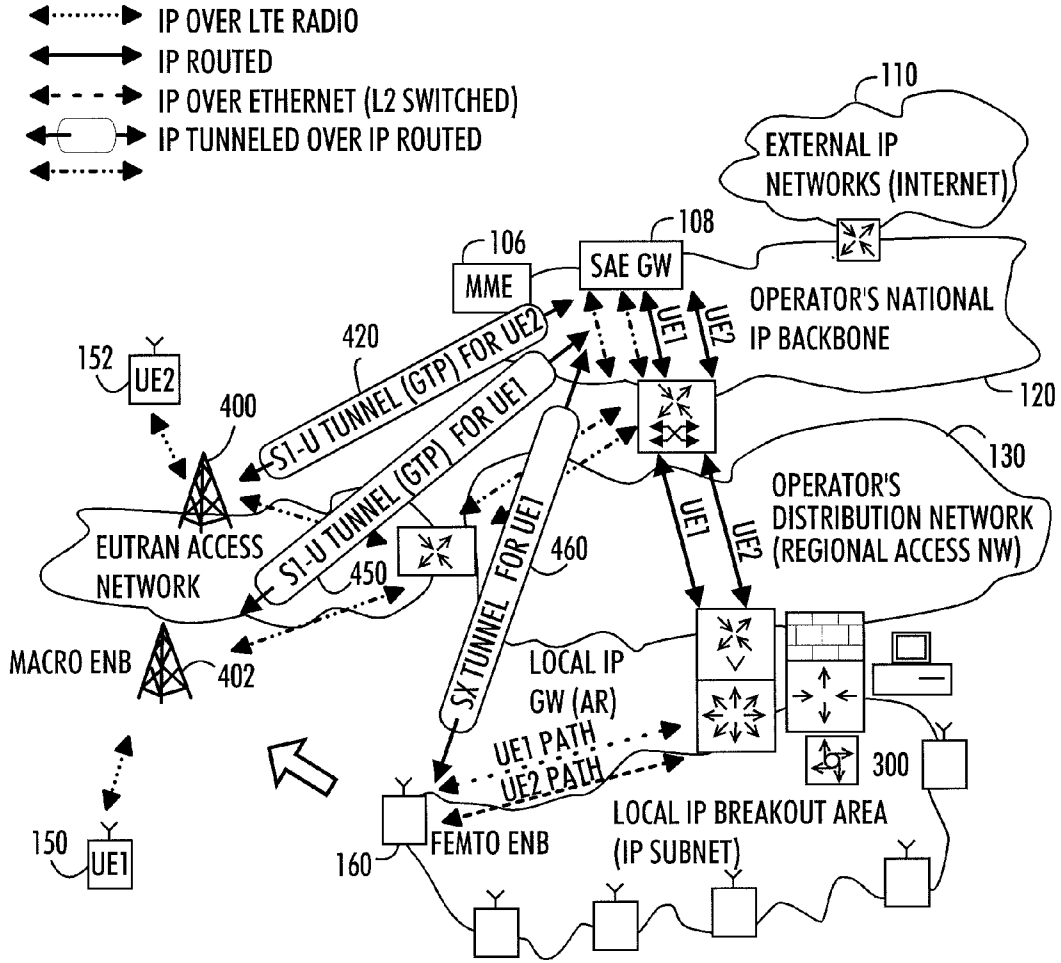 IP OVER LTE RADIO
IP ROUTED
IP OVER ETHERNET (L2 SWITCHED)
IP TUNNELED OVER IP ROUTED
110
EXTERNAL IP
NETWORKS (INTERNET)
106
MME
108
SAE GW
OPERATOR'S NATIONAL
IP BACKBONE
UE1
UE2
120
420
S1-U TUNNEL (GTP) FOR UE2
S1-U TUNNEL (GTP) FOR UE1
450
152
UE2
400
EUTRAN ACCESS
NETWORK
130
OPERATOR'S
DISTRIBUTION NETWORK
(REGIONAL ACCESS NW)
UE1
UE2
SX TUNNEL FOR UE1
460
MACRO ENB
402
LOCAL IP
GW (AR)
UE1 PATH
UE2 PATH
300
LOCAL IP BREAKOUT AREA
(IP SUBNET)
160
FEMTO ENB
150
UE1